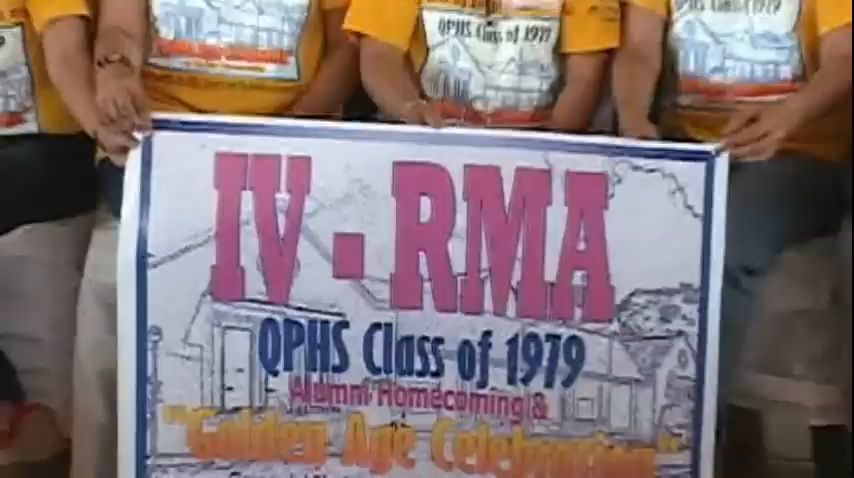 QPHS Class of 1979
QPHS Class of 1979
IV - RMA
QPHS Class of 1979
Alumni Homecoming &
"Golden Age Celebration"